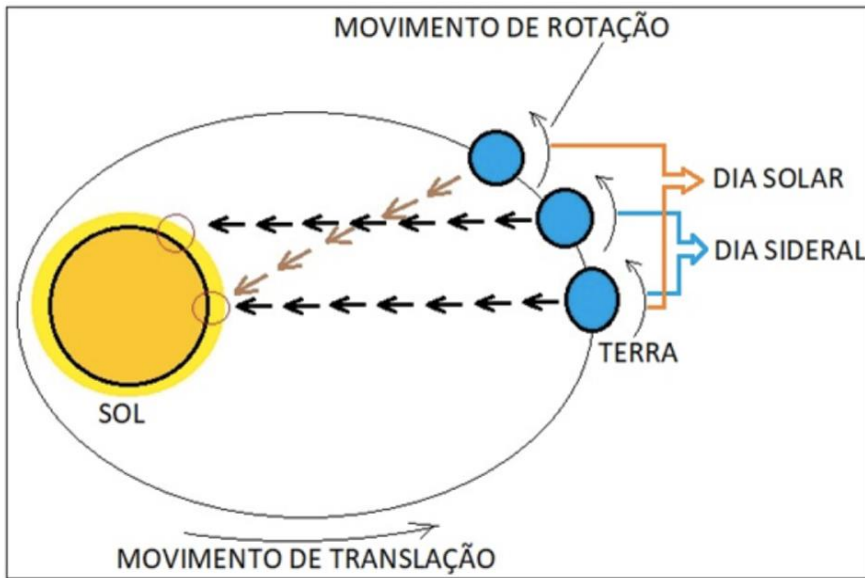 MOVIMENTO DE ROTAÇÃO
DIA SOLAR
DIA SIDERAL
TERRA
SOL
MOVIMENTO DE TRANSLAÇÃO